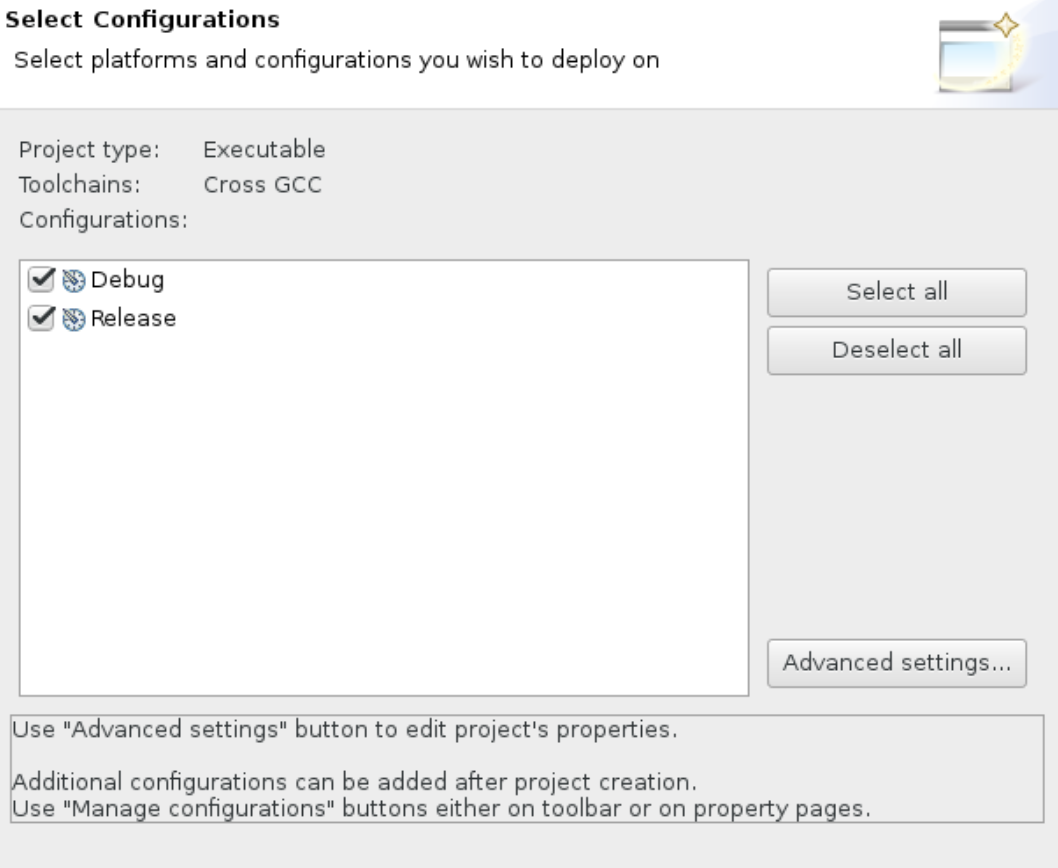 Select Configurations
Select platforms and configurations you wish to deploy on
Project type: Executable
Toolchains: Cross GCC
Configurations:
Debug
Release
Select all
Deselect all
Advanced settings...
Use "Advanced settings" button to edit project's properties.
Additional configurations can be added after project creation.
Use "Manage configurations" buttons either on toolbar or on property pages.